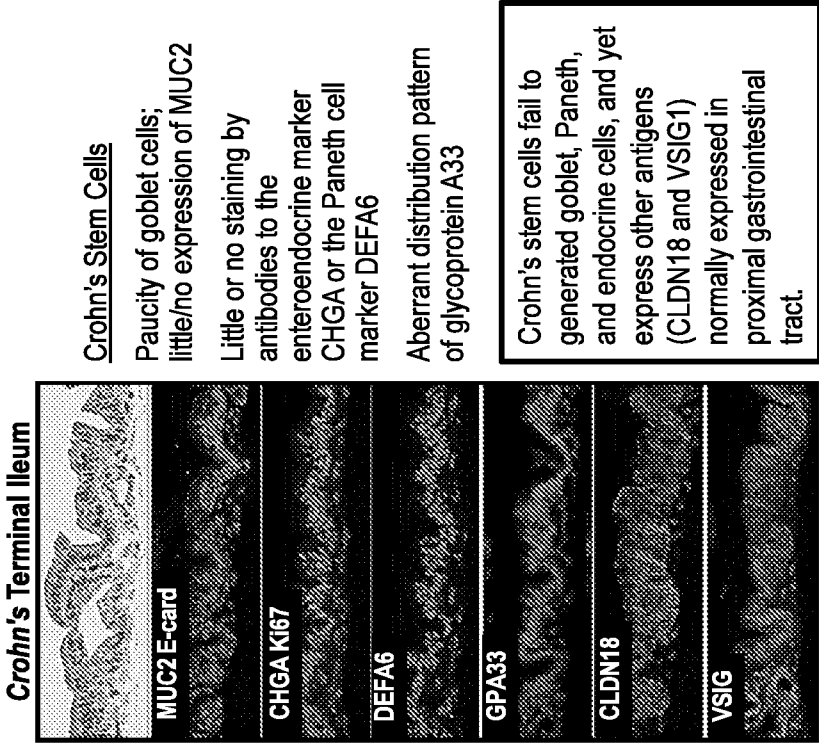 Crohn's Terminal Ileum
MUC2 E-card
CHGA Ki67
DEFA6
GPA33
CLDN18
VSIG
Crohn's Stem Cells
Paucity of goblet cells;
little/no expression of MUC2
Little or no staining by
antibodies to the
enteroendocrine marker
CHGA or the Paneth cell
marker DEFA6
Aberrant distribution pattern
of glycoprotein A33
Crohn's stem cells fail to
generated goblet, Paneth,
and endocrine cells, and yet
express other antigens
(CLDN18 and VSIG1)
normally expressed in
proximal gastrointestinal
tract.